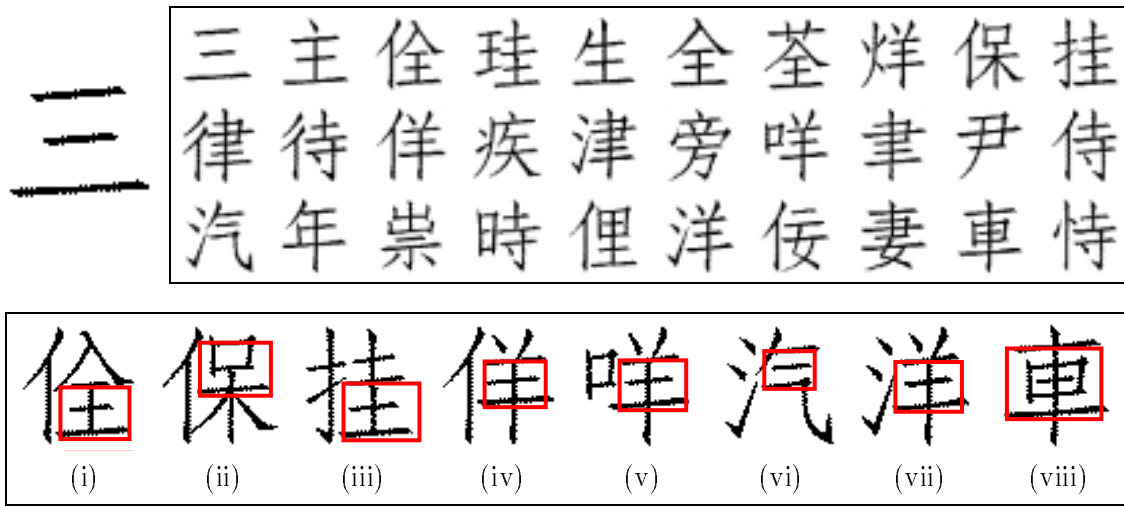 三
三 主 佺 珪 生 全 荃 烊 保 挂
律 待 佯 疾 津 旁 咩 聿 尹 侍
汽 年 祟 時 俚 洋 佞 妻 車 恃
佺 保 挂 佯 咩 汽 洋 車
(i) (ii) (iii) (iv) (v) (vi) (vii) (viii)